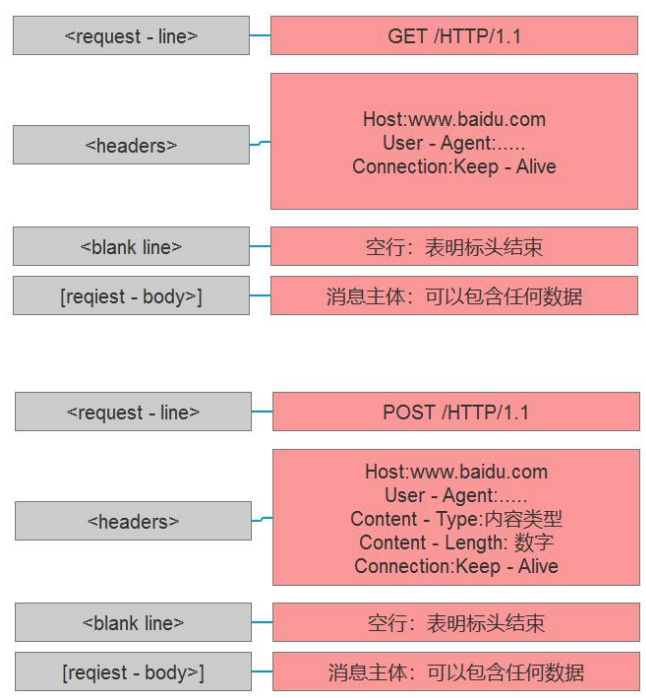 <request - line>
GET /HTTP/1.1
<headers>
Host:www.baidu.com
User - Agent:.....
Connection:Keep - Alive
<blank line>
空行：表明标头结束
[reqiest - body>]
消息主体：可以包含任何数据
<request - line>
POST /HTTP/1.1
<headers>
Host:www.baidu.com
User - Agent:.....
Content - Type:内容类型
Content - Length: 数字
Connection:Keep - Alive
<blank line>
空行：表明标头结束
[reqiest - body>]
消息主体：可以包含任何数据